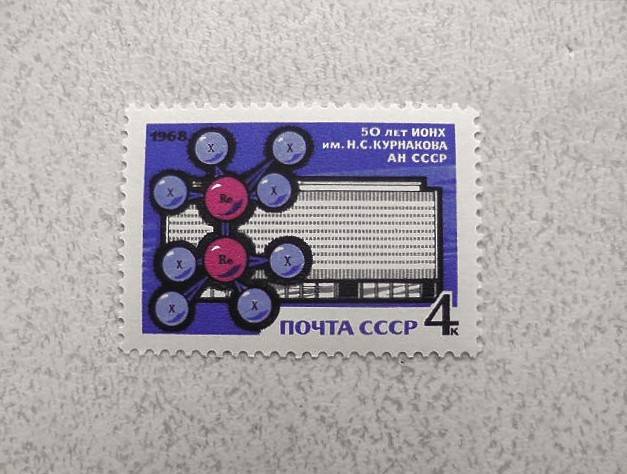 1968
50 лет ИОНХ
им. Н.С.КУРНАКОВА
АН СССР
X X
X X
Re
Re
X X
X X
ПОЧТА СССР 4к